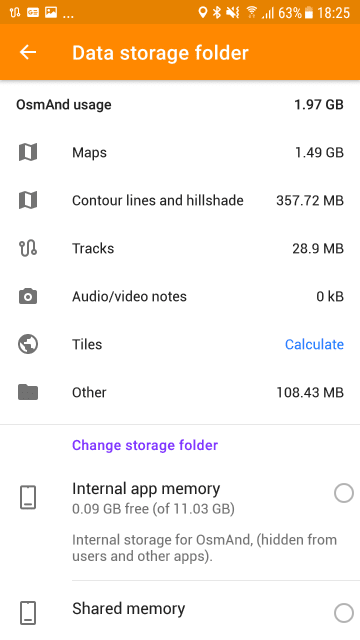 ... 63% 18:25
Data storage folder
OsmAnd usage 1.97 GB
Maps 1.49 GB
Contour lines and hillshade 357.72 MB
Tracks 28.9 MB
Audio/video notes 0 kB
Tiles Calculate
Other 108.43 MB
Change storage folder
Internal app memory
0.09 GB free (of 11.03 GB)
Internal storage for OsmAnd, (hidden from
users and other apps).
Shared memory